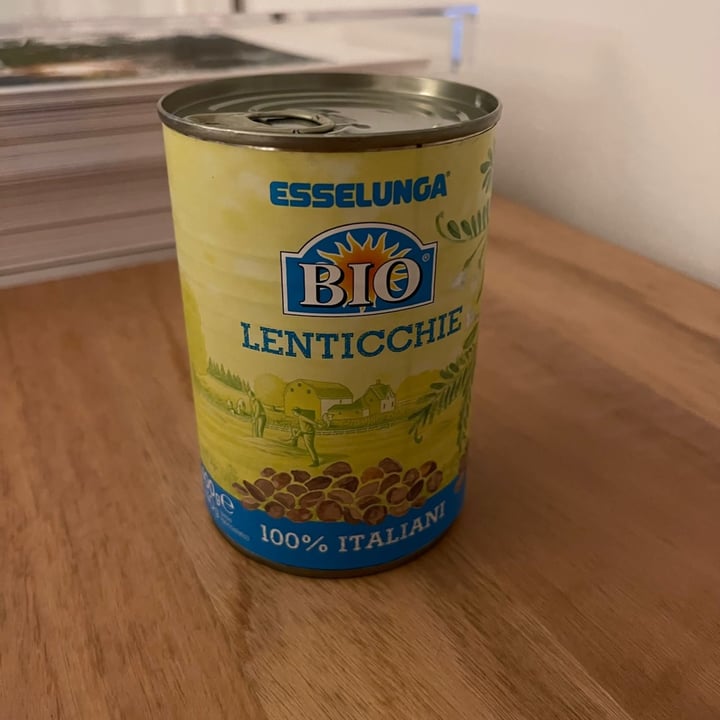 ESSELUNGA®
BIO®
LENTICCHIE
100% ITALIANI